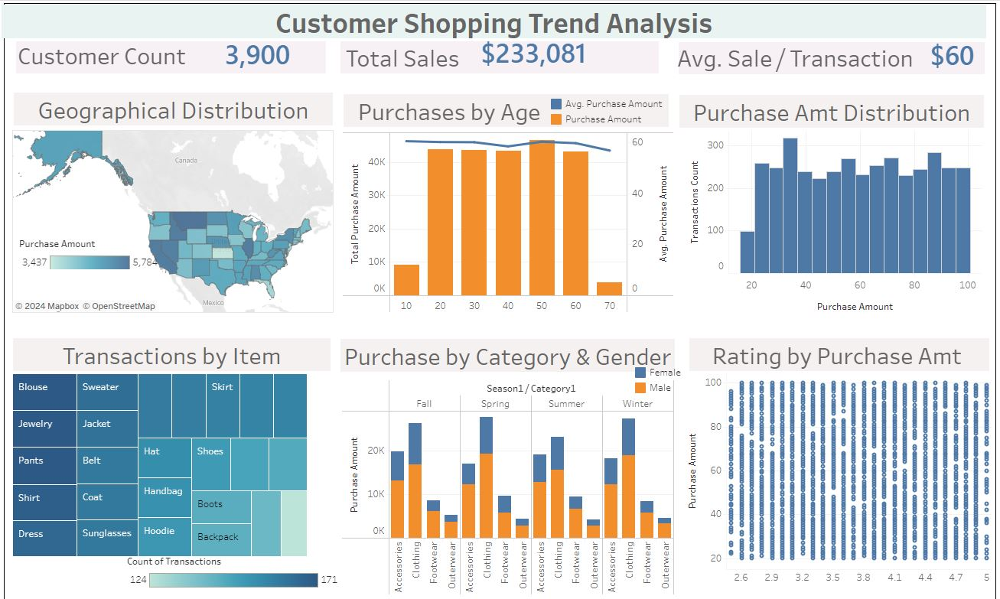 Customer Shopping Trend Analysis
Customer Count 3,900
Total Sales $233,081
Avg. Sale / Transaction $60
Geographical Distribution
Canada
United
Mexico
Purchase Amount
3,437 5,784
© 2024 Mapbox © OpenStreetMap
Purchases by Age
Avg. Purchase Amount
Purchase Amount
Total Purchase Amount
40K
30K
20K
10K
0K
60
40
20
0
Avg. Purchase Amount
10 20 30 40 50 60 70
Purchase Amt Distribution
Transactions Count
300
200
100
0
20 40 60 80 100
Purchase Amount
Transactions by Item
Blouse
Jewelry
Pants
Shirt
Dress
Sweater
Jacket
Belt
Coat
Sunglasses
Skirt
Hat
Handbag
Hoodie
Shoes
Boots
Backpack
Count of Transactions
124 171
Purchase by Category & Gender
Female
Male
Season1 / Category1
Fall Spring Summer Winter
Purchase Amount
20K
10K
0K
Accessories Clothing Footwear Outerwear Accessories Clothing Footwear Outerwear Accessories Clothing Footwear Outerwear Accessories Clothing Footwear Outerwear
Rating by Purchase Amt
Purchase Amount
100
80
60
40
20
2.6 2.9 3.2 3.5 3.8 4.1 4.4 4.7 5